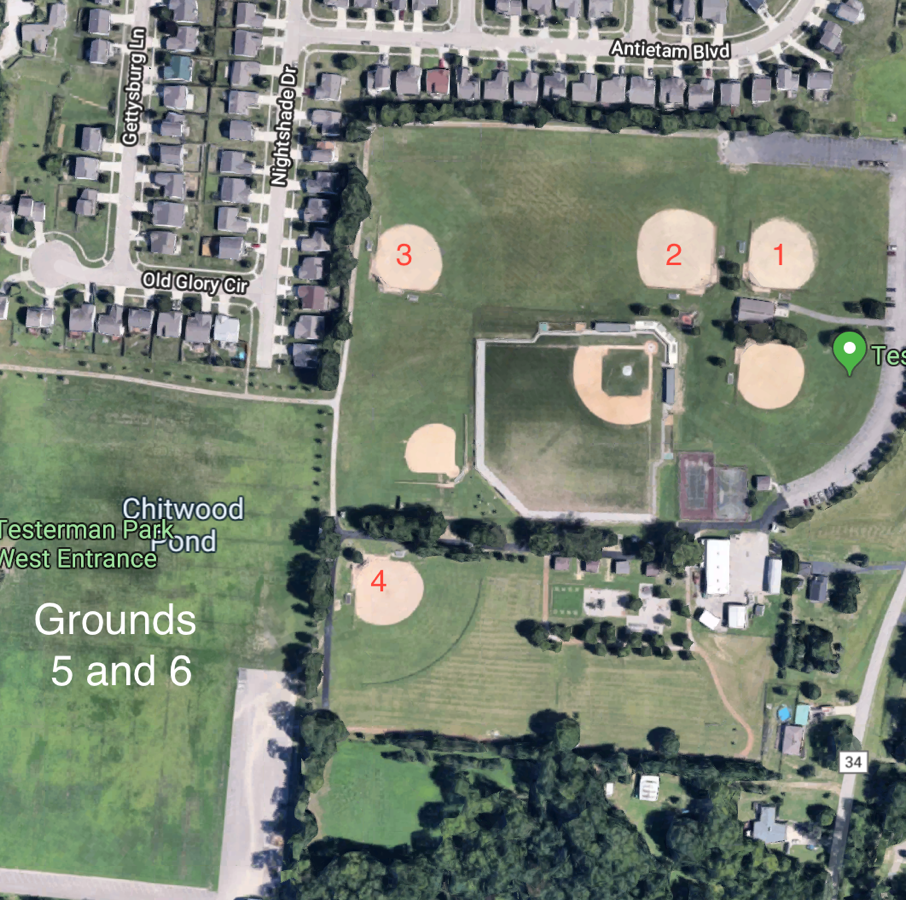 Gettysburg Ln
Antietam Blvd
Nightshade Dr
3
2
1
Old Glory Cir
Tes
Chitwood
Pond
Testerman Park
West Entrance
4
Grounds
5 and 6
34